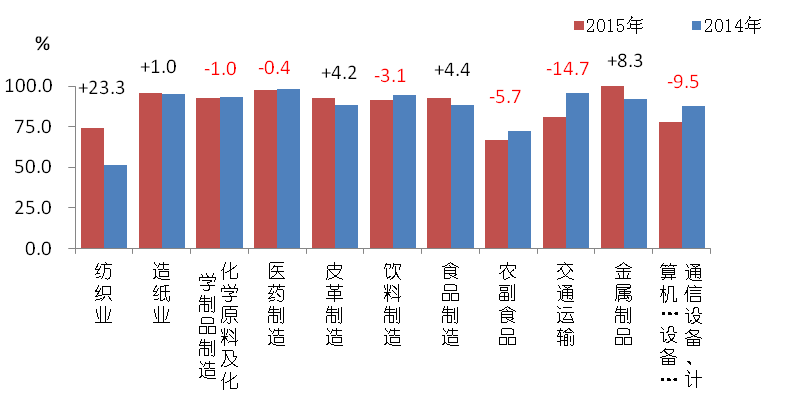 2015年 2014年
%
+23.3 +1.0 -1.0 -0.4 +4.2 -3.1 +4.4 -5.7 -14.7 +8.3 -9.5
100.0
75.0
50.0
25.0
0.0
纺织业
造纸业
化学原料及化
学制品制造
医药制造
皮革制造
饮料制造
食品制造
农副食品
交通运输
金属制品
通信设备、计
算机…设备…